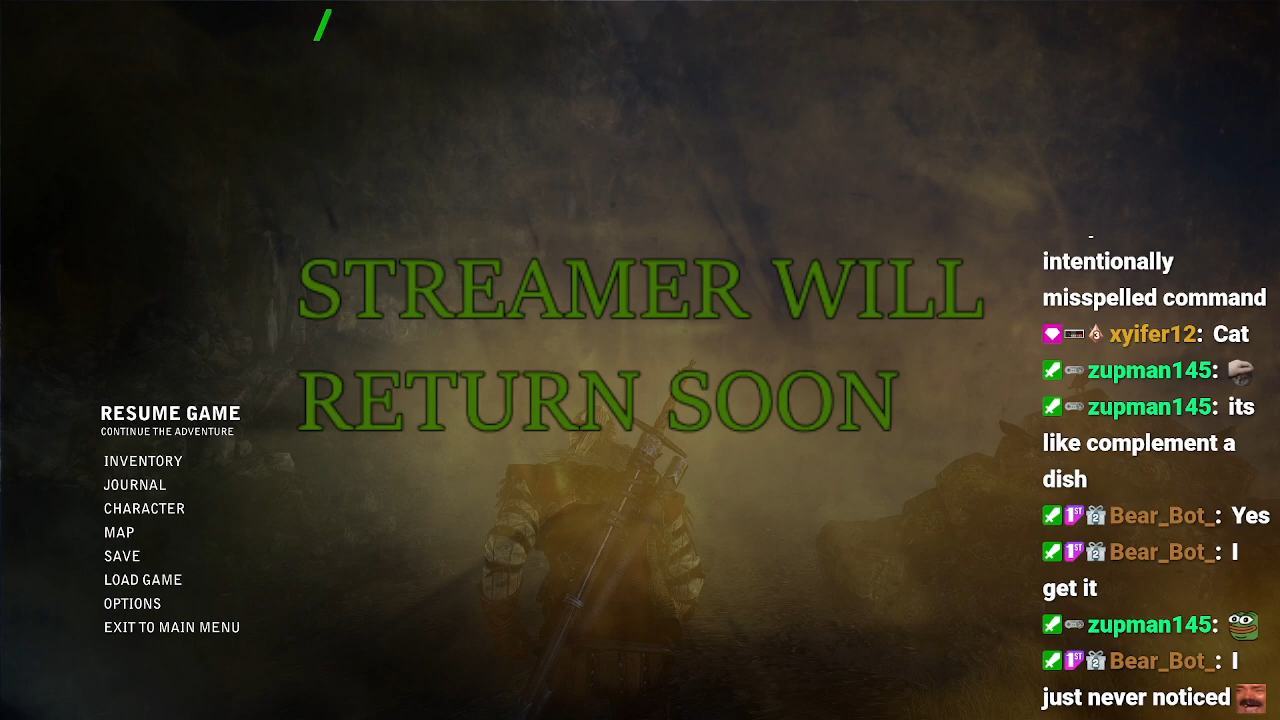 /
STREAMER WILL
RETURN SOON
RESUME GAME
CONTINUE THE ADVENTURE
INVENTORY
JOURNAL
CHARACTER
MAP
SAVE
LOAD GAME
OPTIONS
EXIT TO MAIN MENU
intentionally
misspelled command
xyifer12: Cat
zupman145:
zupman145: its
like complement a
dish
Bear_Bot_: Yes
Bear_Bot_: I
get it
zupman145:
Bear_Bot_: I
just never noticed